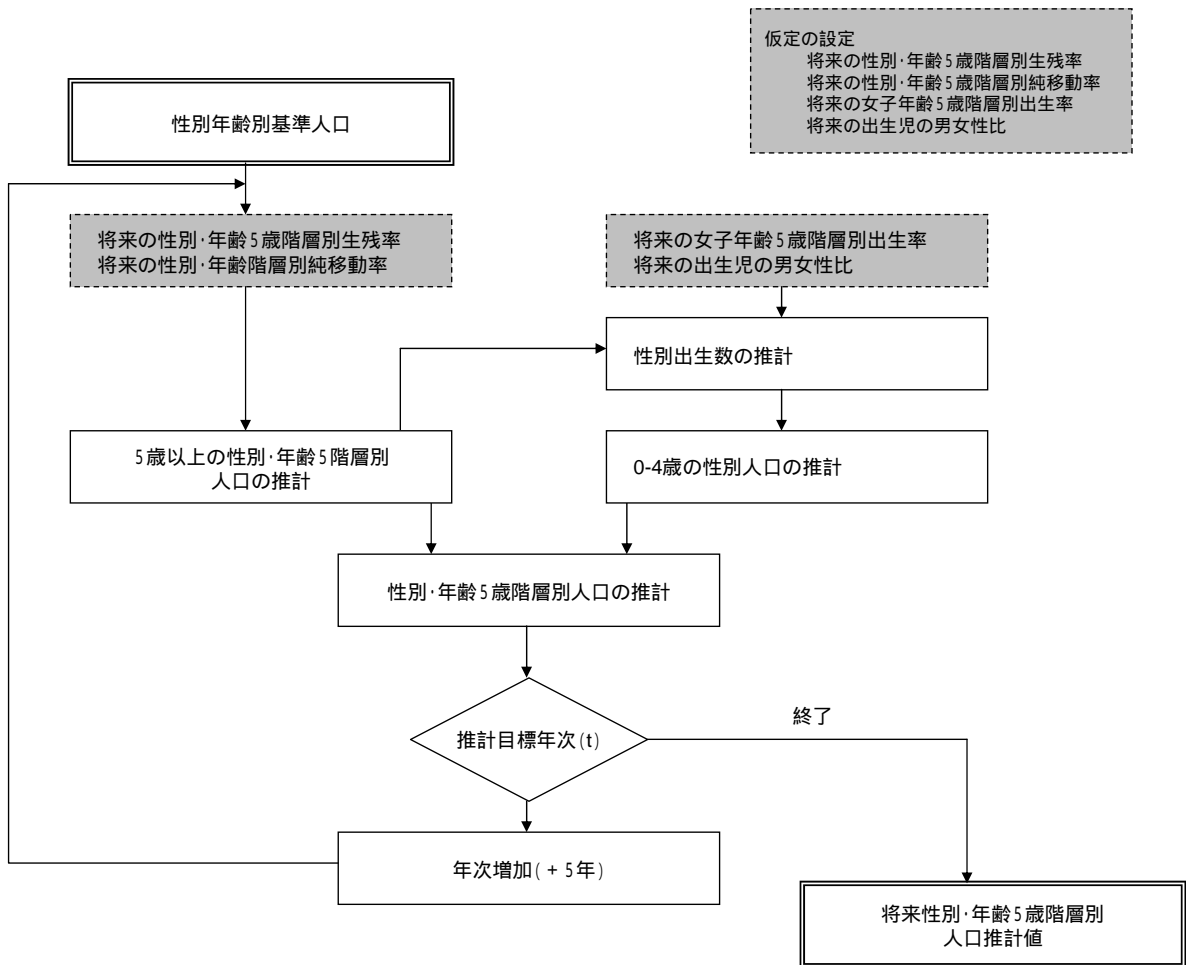 仮定の設定
将来の性別・年齢5歳階層別生残率
将来の性別・年齢5歳階層別純移動率
将来の女子年齢5歳階層別出生率
将来の出生児の男女性比
性別年齢別基準人口
将来の性別・年齢5歳階層別生残率
将来の性別・年齢階層別純移動率
将来の女子年齢5歳階層別出生率
将来の出生児の男女性比
性別出生数の推計
5歳以上の性別・年齢5階層別
人口の推計
0-4歳の性別人口の推計
性別・年齢5歳階層別人口の推計
推計目標年次(t)
終了
年次増加(+5年)
将来性別・年齢5歳階層別
人口推計値